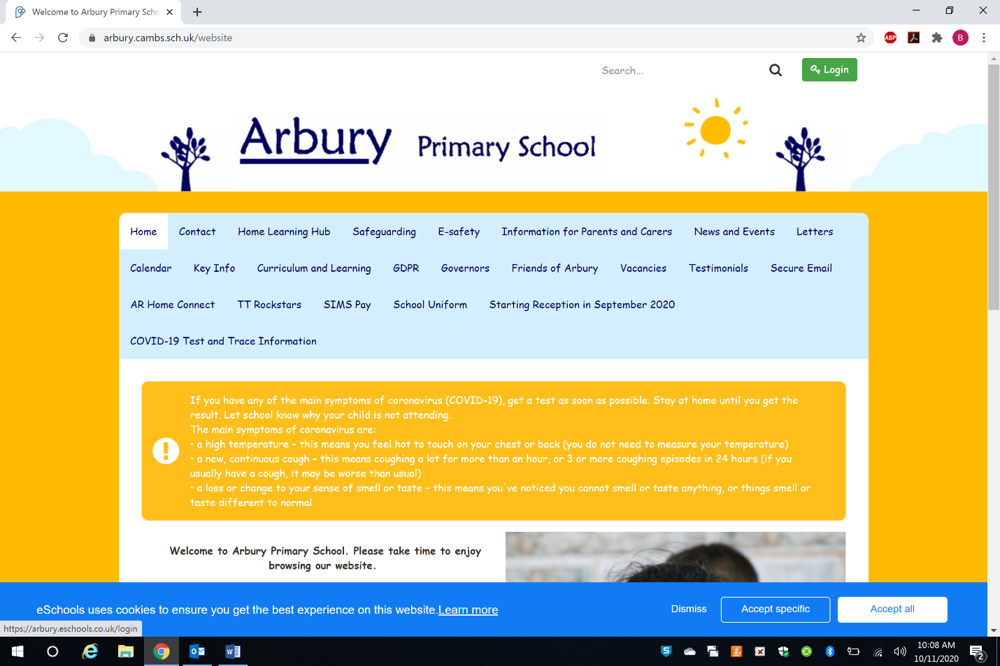 Welcome to Arbury Primary Scho
arbury.cambs.sch.uk/website
ABP
B
Search...
Login
Arbury Primary School
Home Contact Home Learning Hub Safeguarding E-safety Information for Parents and Carers News and Events Letters
Calendar Key Info Curriculum and Learning GDPR Governors Friends of Arbury Vacancies Testimonials Secure Email
AR Home Connect TT Rockstars SIMS Pay School Uniform Starting Reception in September 2020
COVID-19 Test and Trace Information
If you have any of the main symptoms of coronavirus (COVID-19), get a test as soon as possible. Stay at home until you get the
result. Let school know why your child is not attending.
The main symptoms of coronavirus are:
• a high temperature – this means you feel hot to touch on your chest or back (you do not need to measure your temperature)
• a new, continuous cough – this means coughing a lot for more than an hour, or 3 or more coughing episodes in 24 hours (if you
usually have a cough, it may be worse than usual)
• a loss or change to your sense of smell or taste – this means you've noticed you cannot smell or taste anything, or things smell or
taste different to normal
Welcome to Arbury Primary School. Please take time to enjoy
browsing our website.
eSchools uses cookies to ensure you get the best experience on this website.Learn more
Dismiss Accept specific Accept all
https://arbury.eschools.co.uk/login
10:08 AM
10/11/2020
2